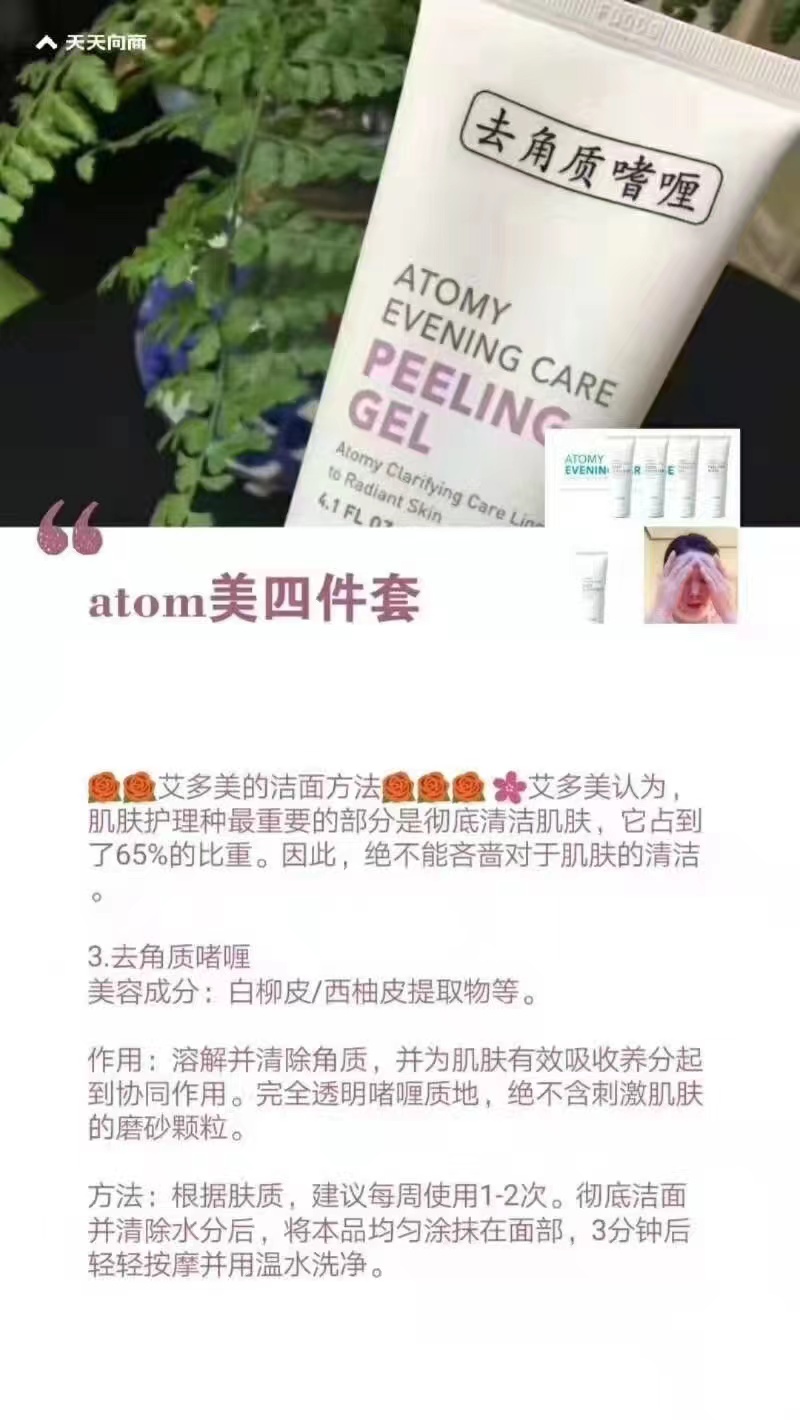 天天向商
去角质嗜喱
ATOMY
EVENING CARE
PEELING
GEL
Atomy Clarifying Care Line
to Radiant Skin
4.1 FL OZ
ATOMY
EVENING
atom美四件套
🌹🌹艾多美的洁面方法🌹🌹🌹 🌸艾多美认为，
肌肤护理种最重要的部分是彻底清洁肌肤，它占到
了65%的比重。因此，绝不能吝啬对于肌肤的清洁
。
3.去角质啫喱
美容成分：白柳皮/西柚皮提取物等。
作用：溶解并清除角质，并为肌肤有效吸收养分起
到协同作用。完全透明啫喱质地，绝不含刺激肌肤
的磨砂颗粒。
方法：根据肤质，建议每周使用1-2次。彻底洁面
并清除水分后，将本品均匀涂抹在面部，3分钟后
轻轻按摩并用温水洗净。